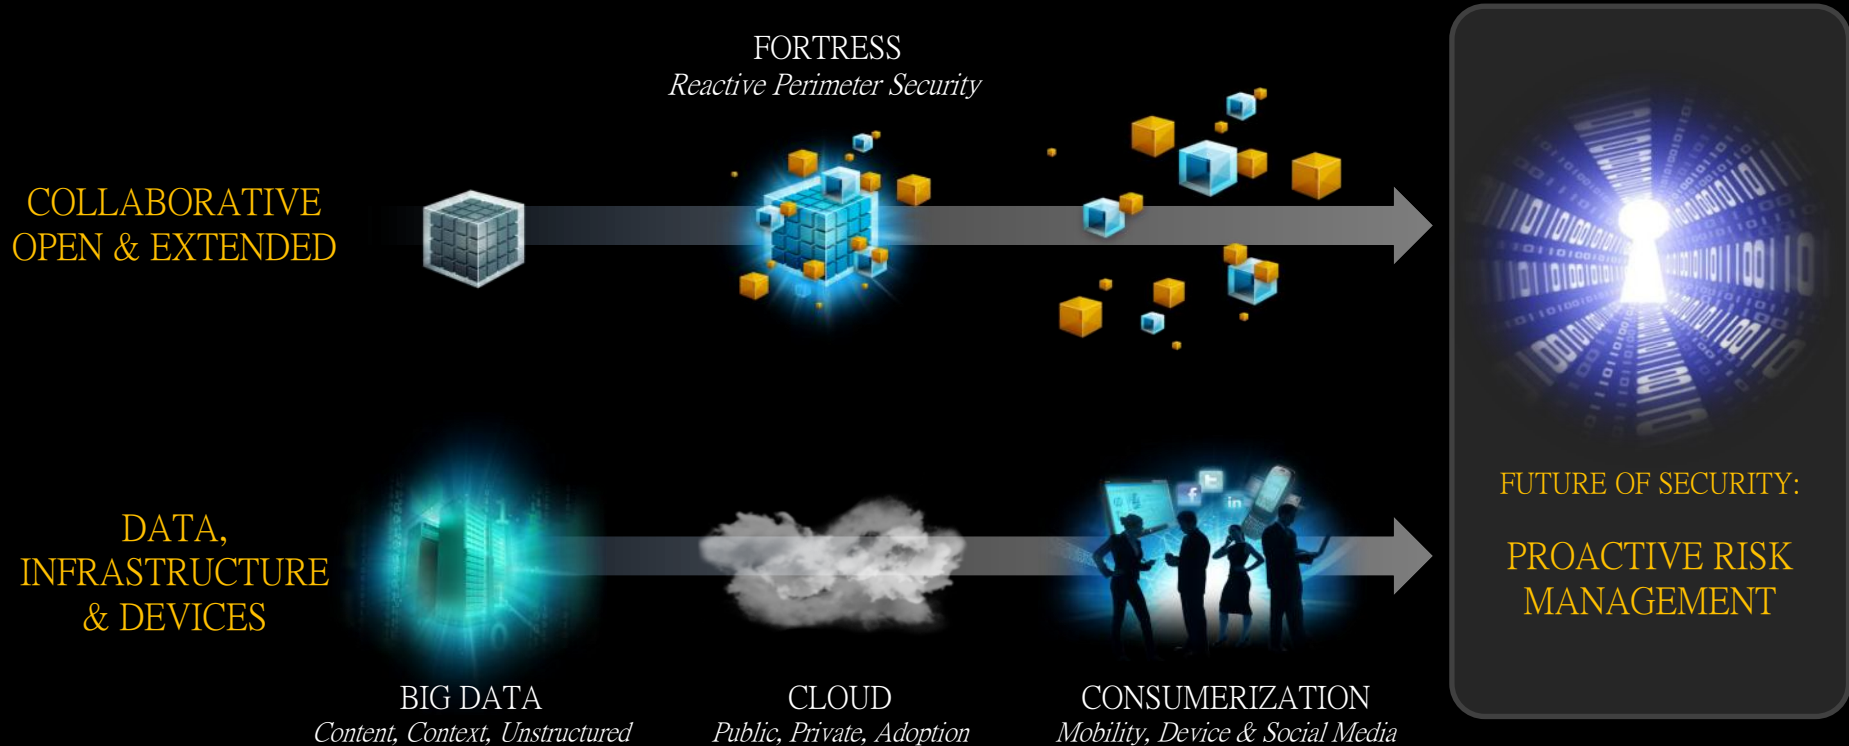 FORTRESS
Reactive Perimeter Security
COLLABORATIVE
OPEN & EXTENDED
DATA,
INFRASTRUCTURE
& DEVICES
in
BIG DATA
Content, Context, Unstructured
CLOUD
Public, Private, Adoption
CONSUMERIZATION
Mobility, Device & Social Media
FUTURE OF SECURITY:
PROACTIVE RISK
MANAGEMENT